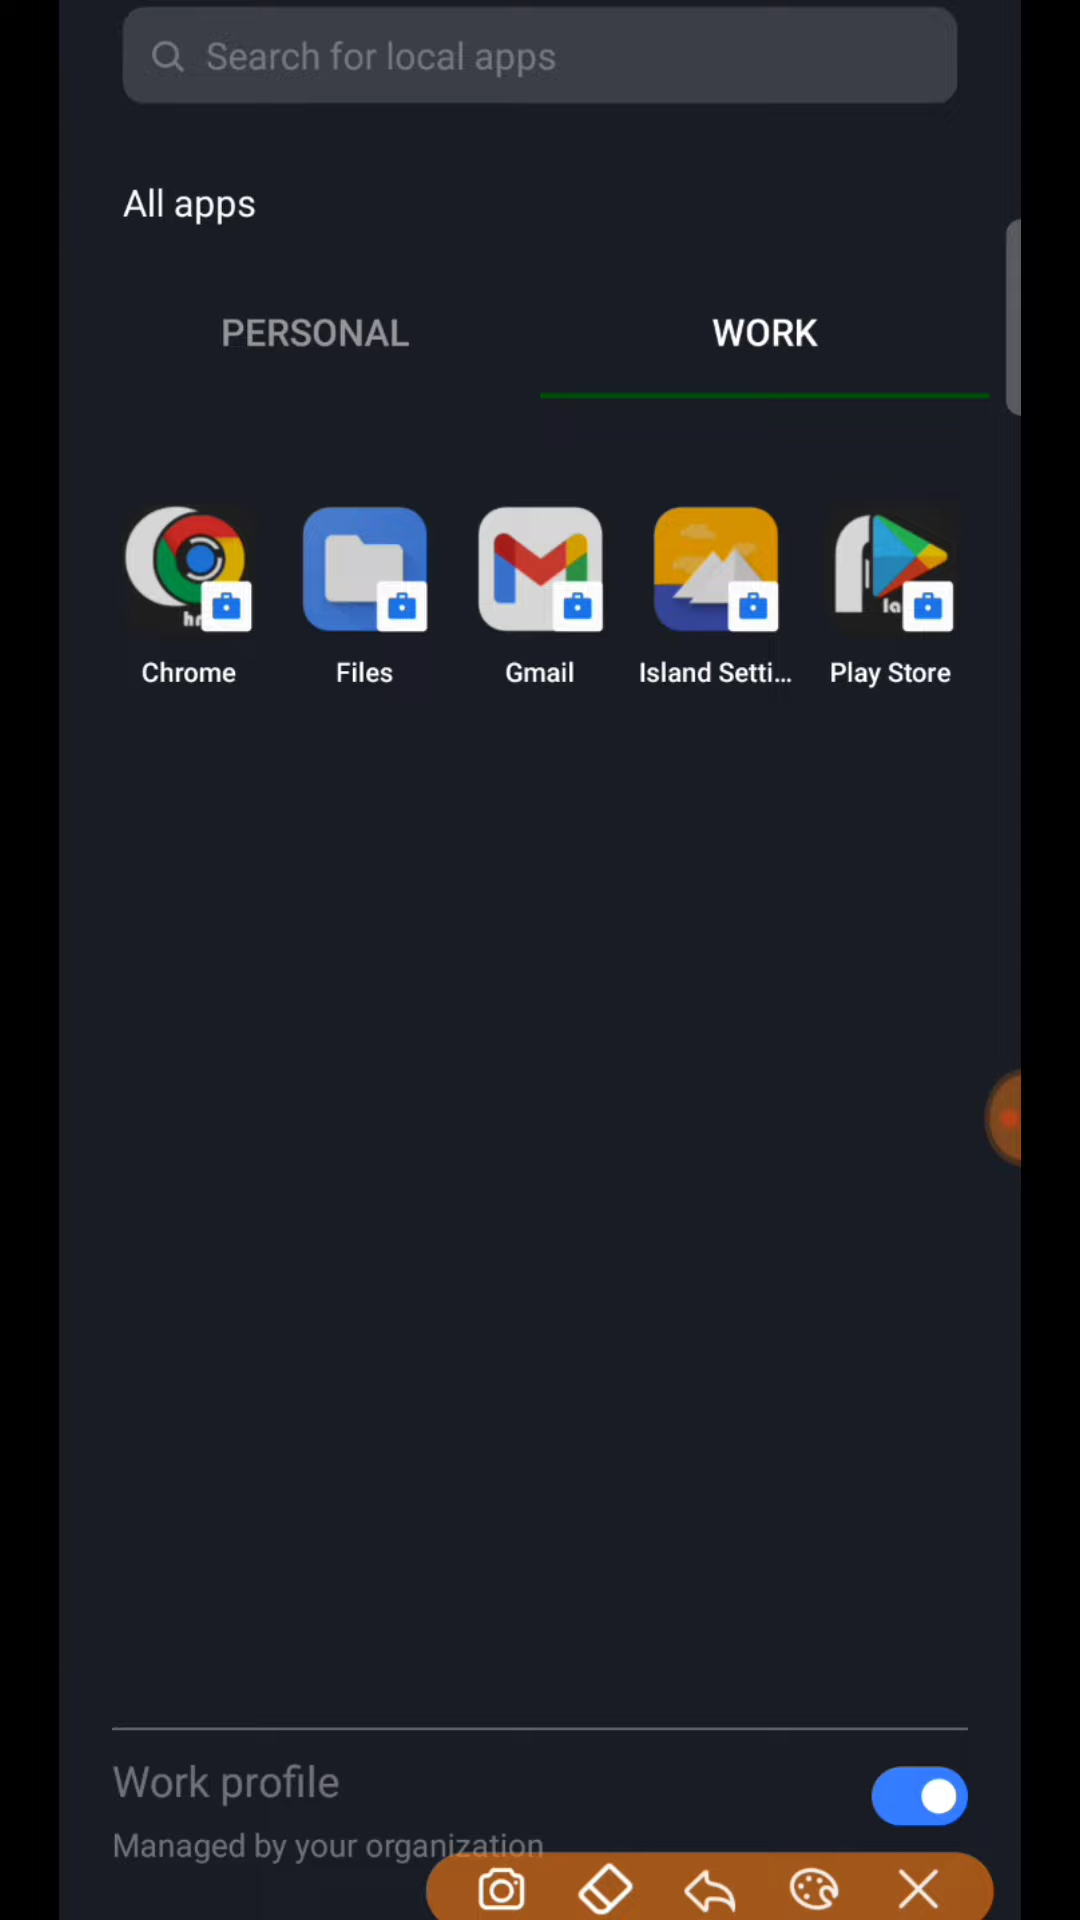 Search for local apps
All apps
PERSONAL
WORK
Chrome
Files
Gmail
Island Setti...
Play Store
Work profile
Managed by your organization